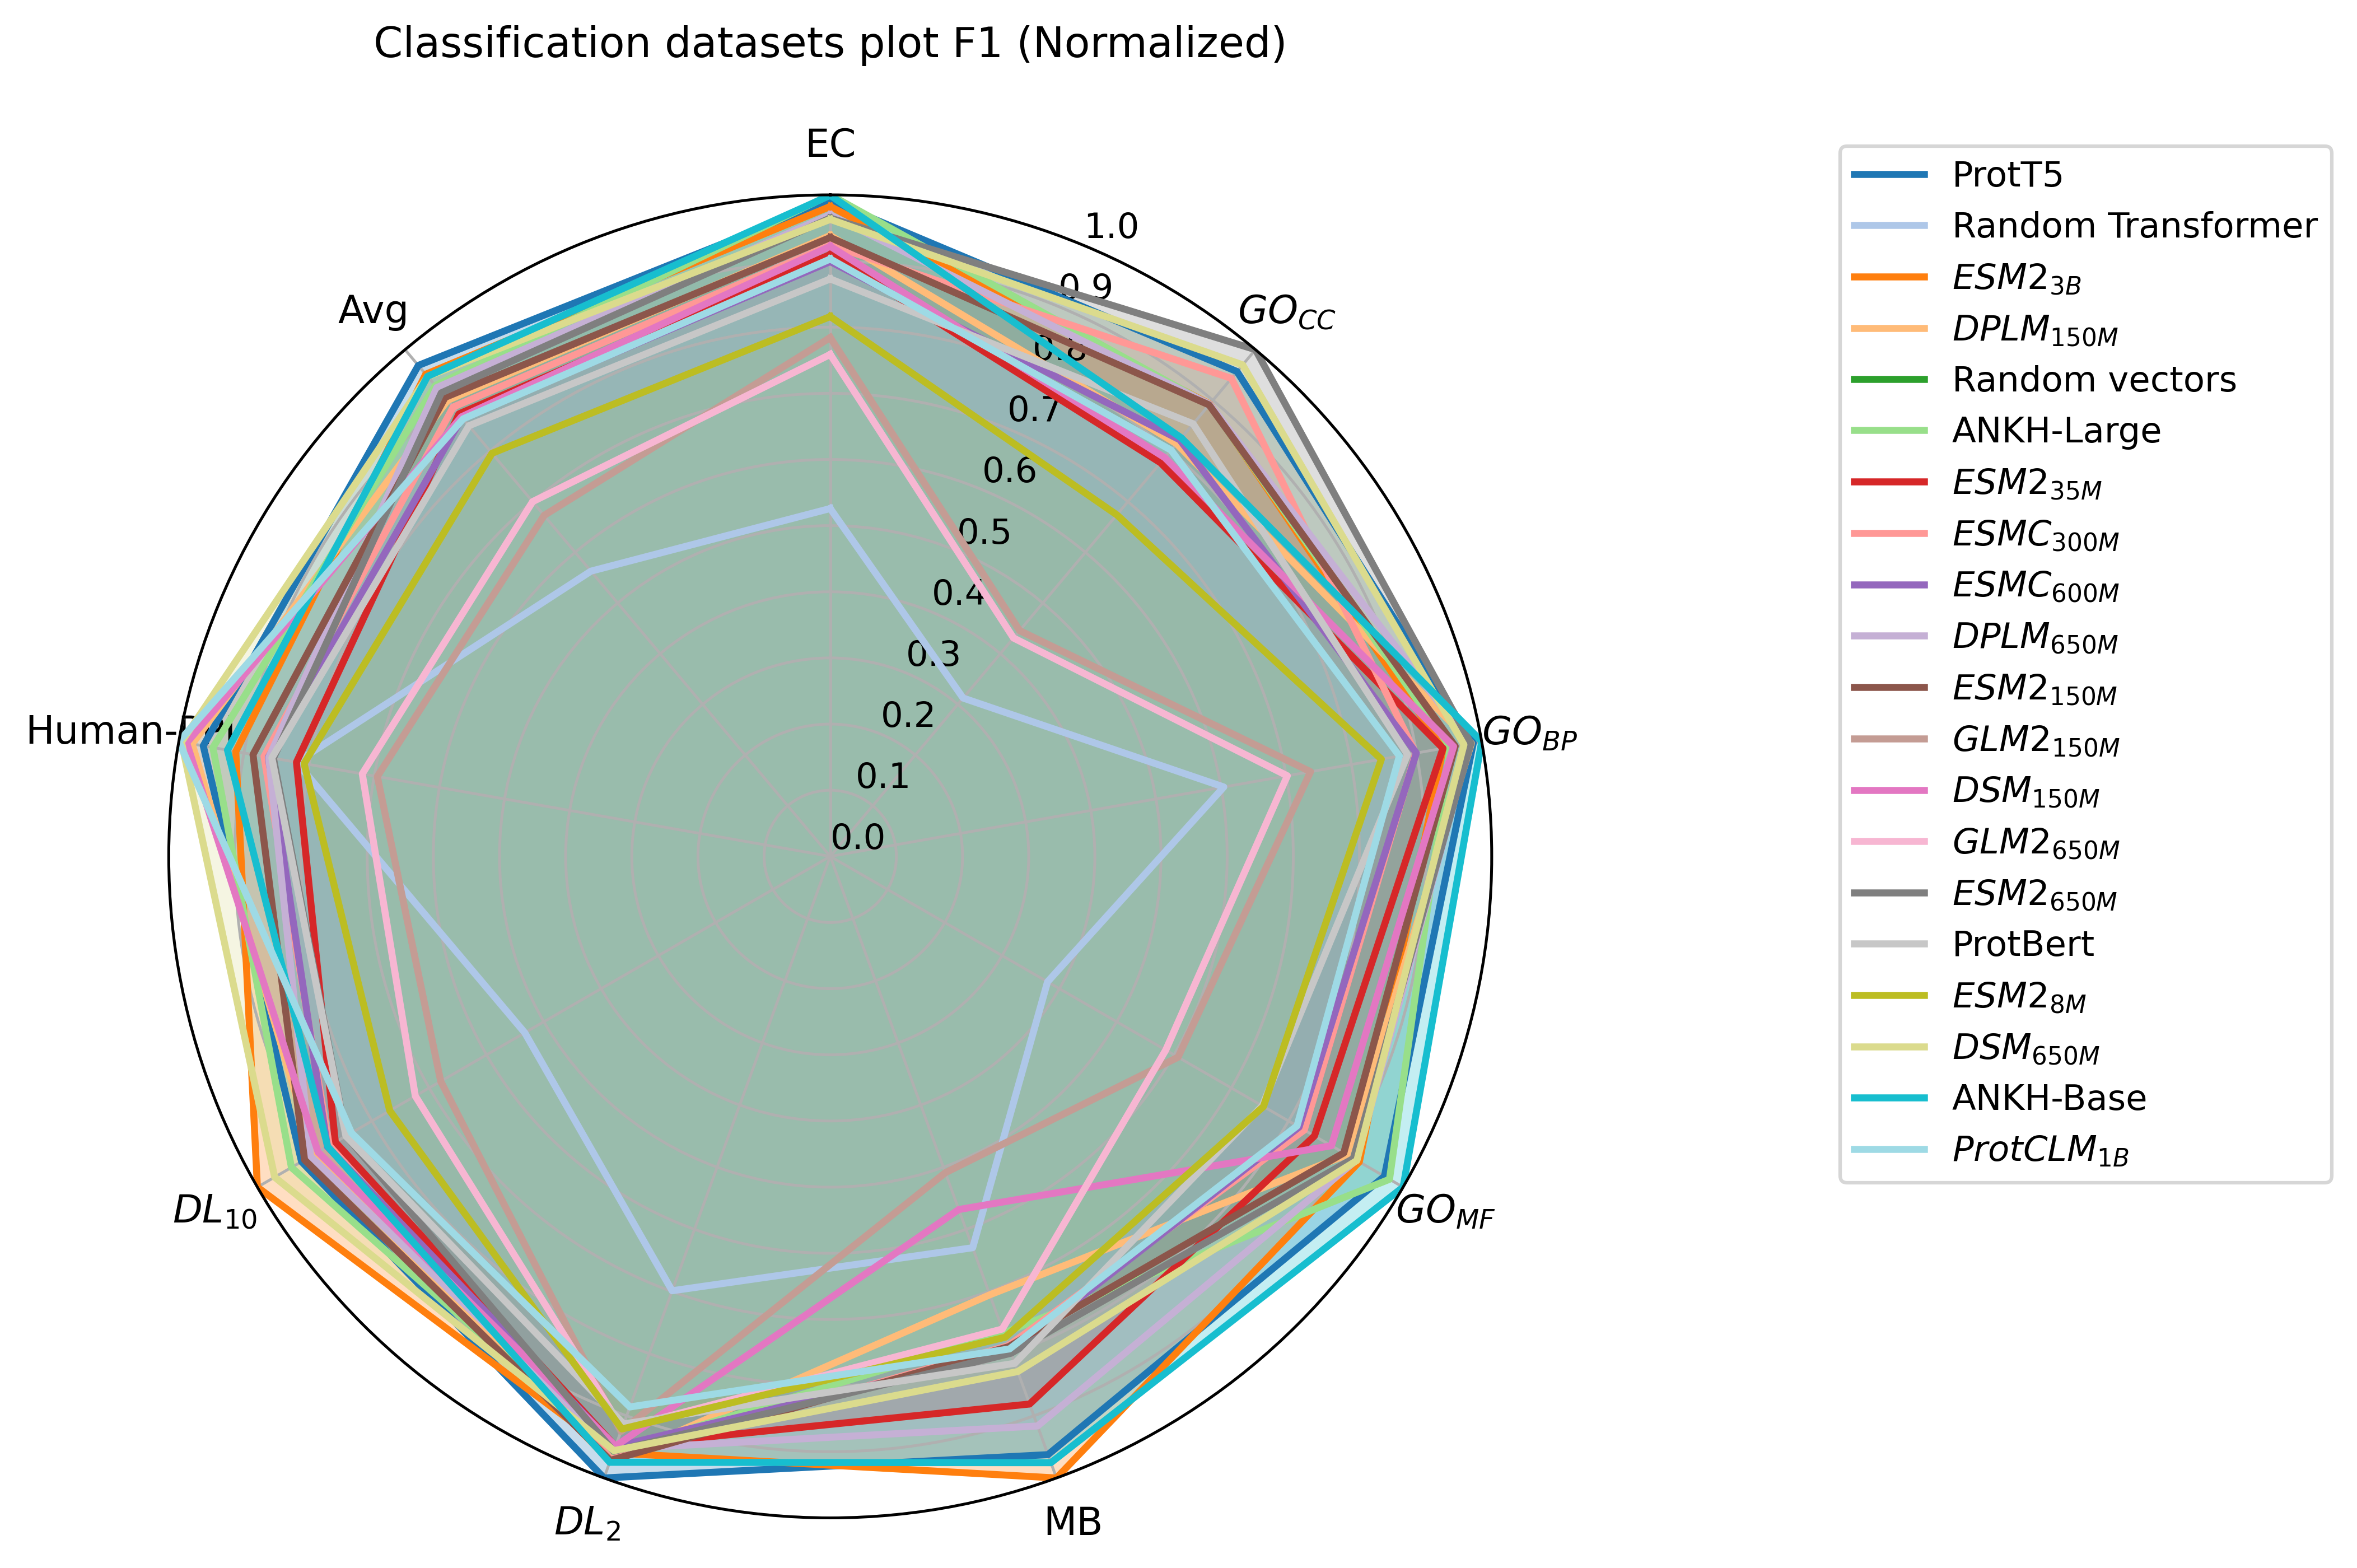 Classification datasets plot F1 (Normalized)
EC
GO_CC
GO_BP
GO_MF
MB
DL_2
DL_10
Human-
Avg
1.0
0.9
0.8
0.7
0.6
0.5
0.4
0.3
0.2
0.1
0.0
ProtT5
Random Transformer
ESM2_3B
DPLM_150M
Random vectors
ANKH-Large
ESM2_35M
ESMC_300M
ESMC_600M
DPLM_650M
ESM2_150M
GLM2_150M
DSM_150M
GLM2_650M
ESM2_650M
ProtBert
ESM2_8M
DSM_650M
ANKH-Base
ProtCLM_1B